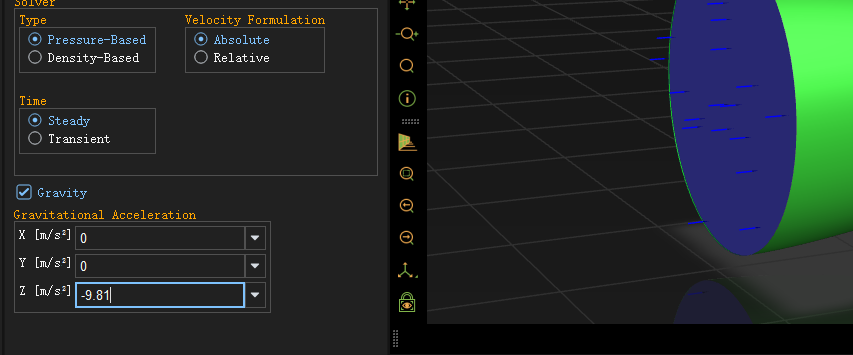 Solver
Type
Velocity Formulation
Pressure-Based
Absolute
Density-Based
Relative
Time
Steady
Transient
Gravity
Gravitational Acceleration
X [m/s²] 0
Y [m/s²] 0
Z [m/s²] -9.81